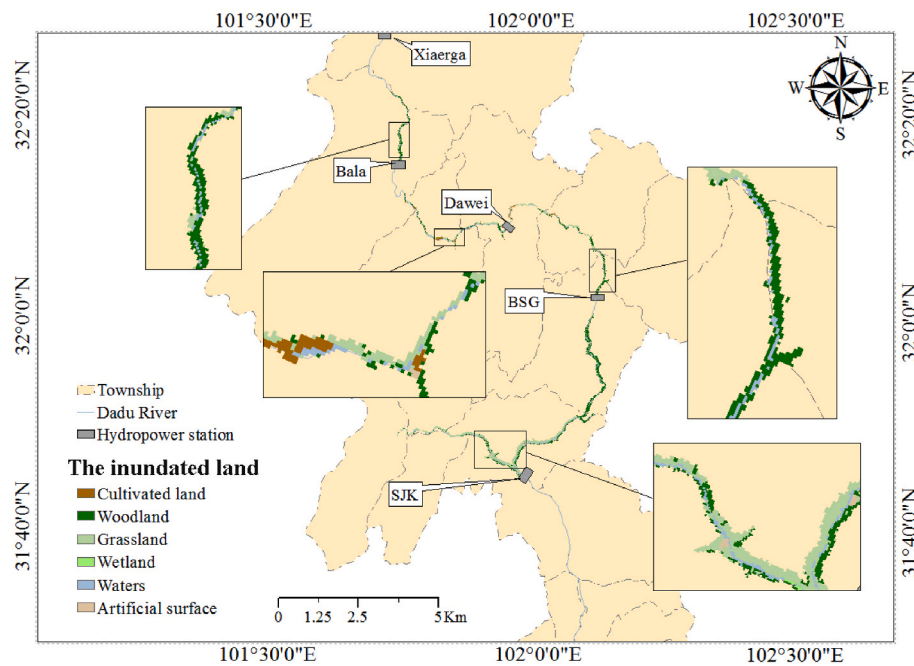 101°30'0"E 102°0'0"E 102°30'0"E
32°20'0"N
32°0'0"N
31°40'0"N
32°20'0"N
32°0'0"N
31°40'0"N
N
W E
S
Xiaerga
Bala
Dawei
BSG
SJK
Township
Dadu River
Hydropower station
The inundated land
Cultivated land
Woodland
Grassland
Wetland
Waters
Artificial surface
0 1.25 2.5 5 Km
101°30'0"E 102°0'0"E 102°30'0"E